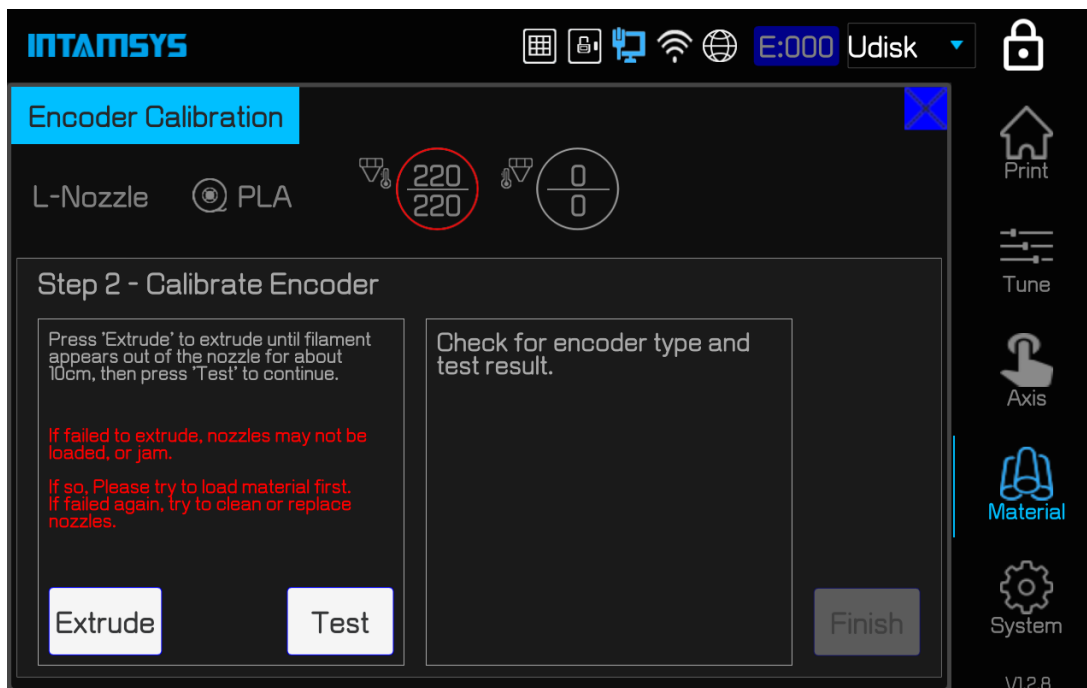 INTAMSYS
E:000 Udisk
Encoder Calibration
L-Nozzle PLA
220
220
0
0
Step 2 - Calibrate Encoder
Press 'Extrude' to extrude until filament
appears out of the nozzle for about
10cm, then press 'Test' to continue.
If failed to extrude, nozzles may not be
loaded, or jam.
If so, Please try to load material first.
If failed again, try to clean or replace
nozzles.
Extrude
Test
Check for encoder type and
test result.
Finish
Print
Tune
Axis
Material
System
V1.2.8